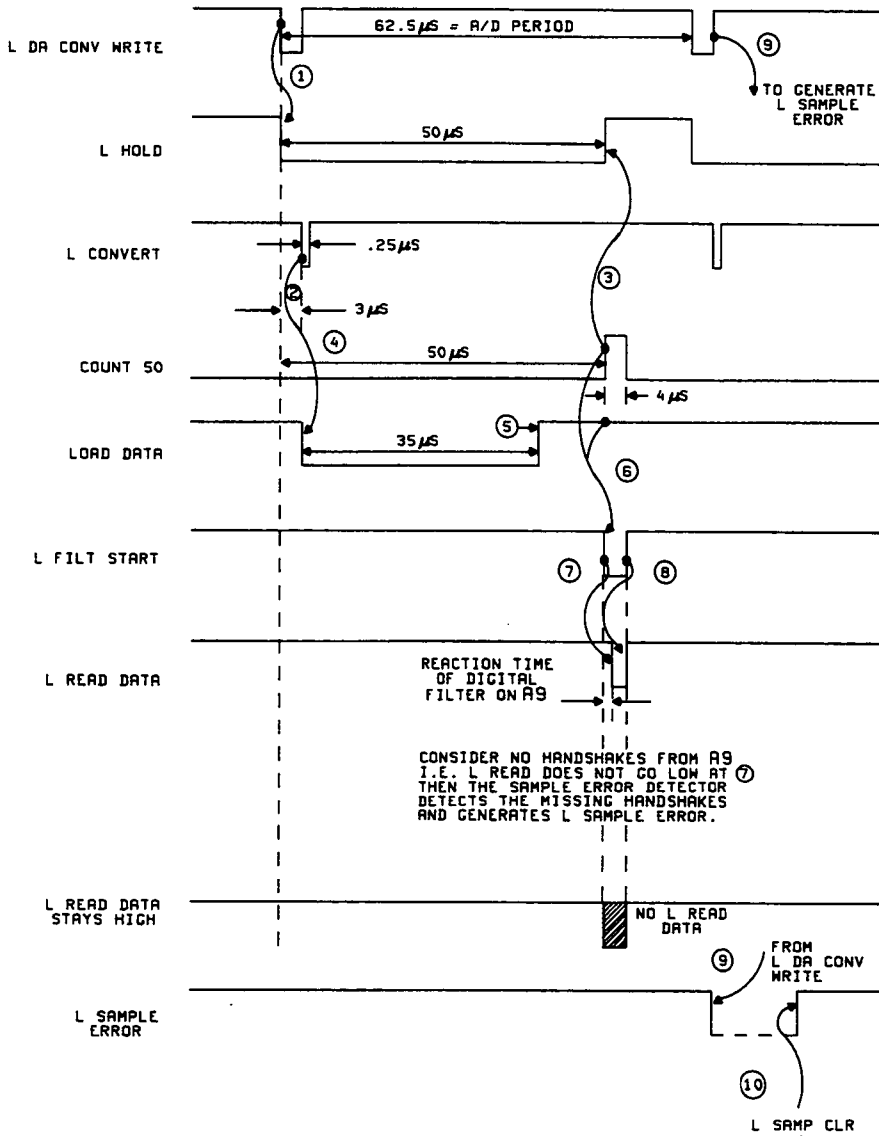 62.5µS = A/D PERIOD
L DA CONV WRITE
⑨
①
TO GENERATE
L SAMPLE
ERROR
50µS
L HOLD
L CONVERT
.25µS
②
3µS
③
④
50µS
COUNT 50
4µS
⑤
35µS
LOAD DATA
⑥
L FILT START
⑦
⑧
REACTION TIME
OF DIGITAL
FILTER ON A9
L READ DATA
CONSIDER NO HANDSHAKES FROM A9
I.E. L READ DOES NOT GO LOW AT ⑦
THEN THE SAMPLE ERROR DETECTOR
DETECTS THE MISSING HANDSHAKES
AND GENERATES L SAMPLE ERROR.
L READ DATA
STAYS HIGH
NO L READ
DATA
⑨
FROM
L DA CONV
WRITE
L SAMPLE
ERROR
⑩
L SAMP CLR